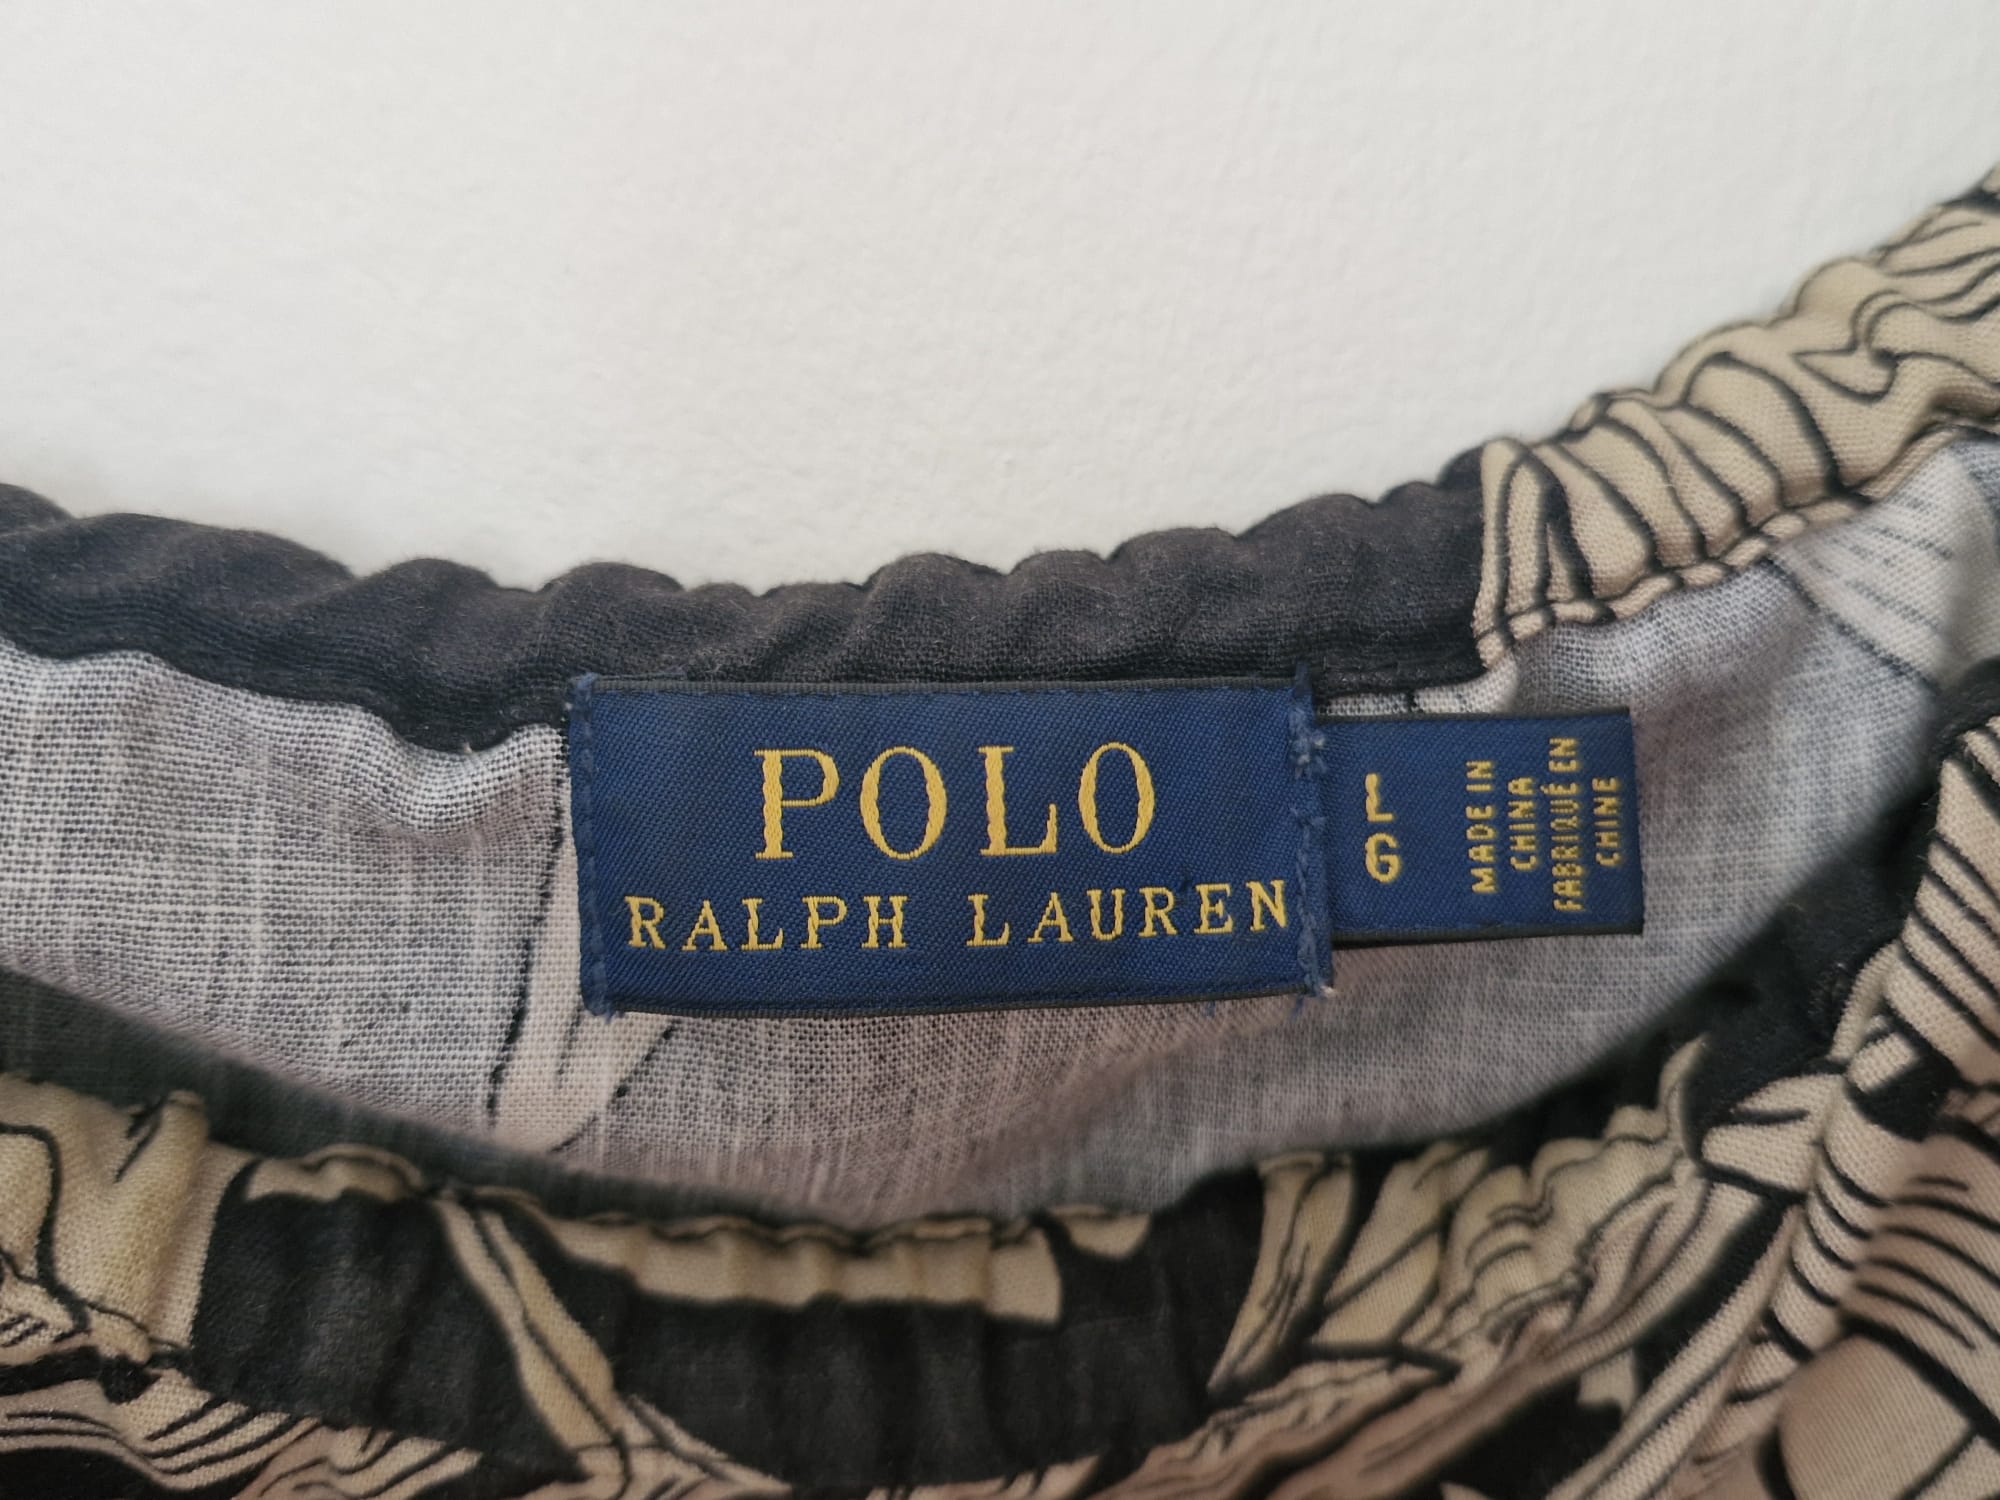 POLO
RALPH LAUREN
L
G
MADE IN
CHINA
FABRIQUÉ EN
CHINE